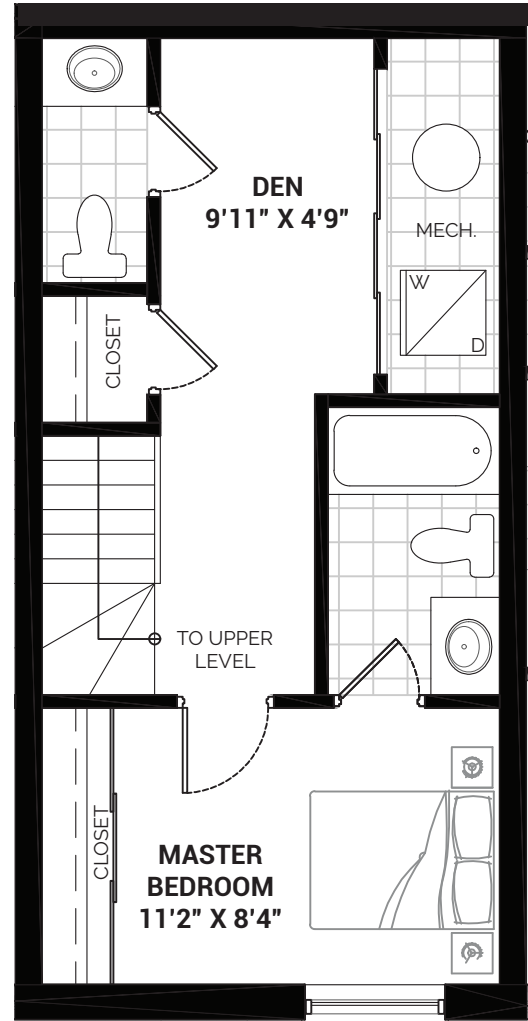 DEN
9'11" X 4'9"
MECH.
W
D
CLOSET
TO UPPER
LEVEL
CLOSET
MASTER
BEDROOM
11'2" X 8'4"